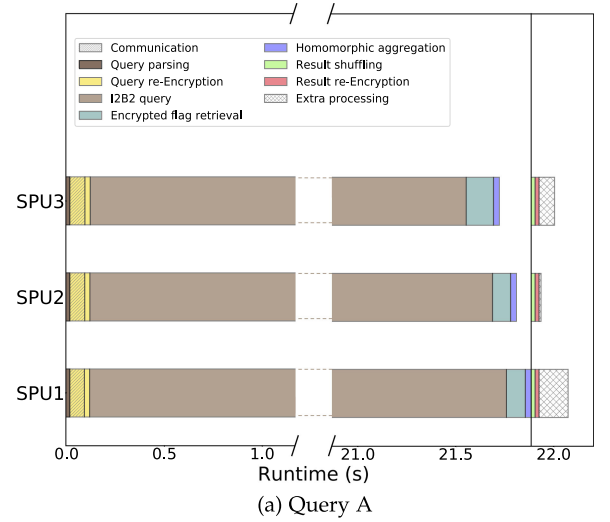 Communication
Query parsing
Query re-Encryption
I2B2 query
Encrypted flag retrieval
Homomorphic aggregation
Result shuffling
Result re-Encryption
Extra processing
SPU3
SPU2
SPU1
0.0 0.5 1.0 21.0 21.5 22.0
Runtime (s)
(a) Query A